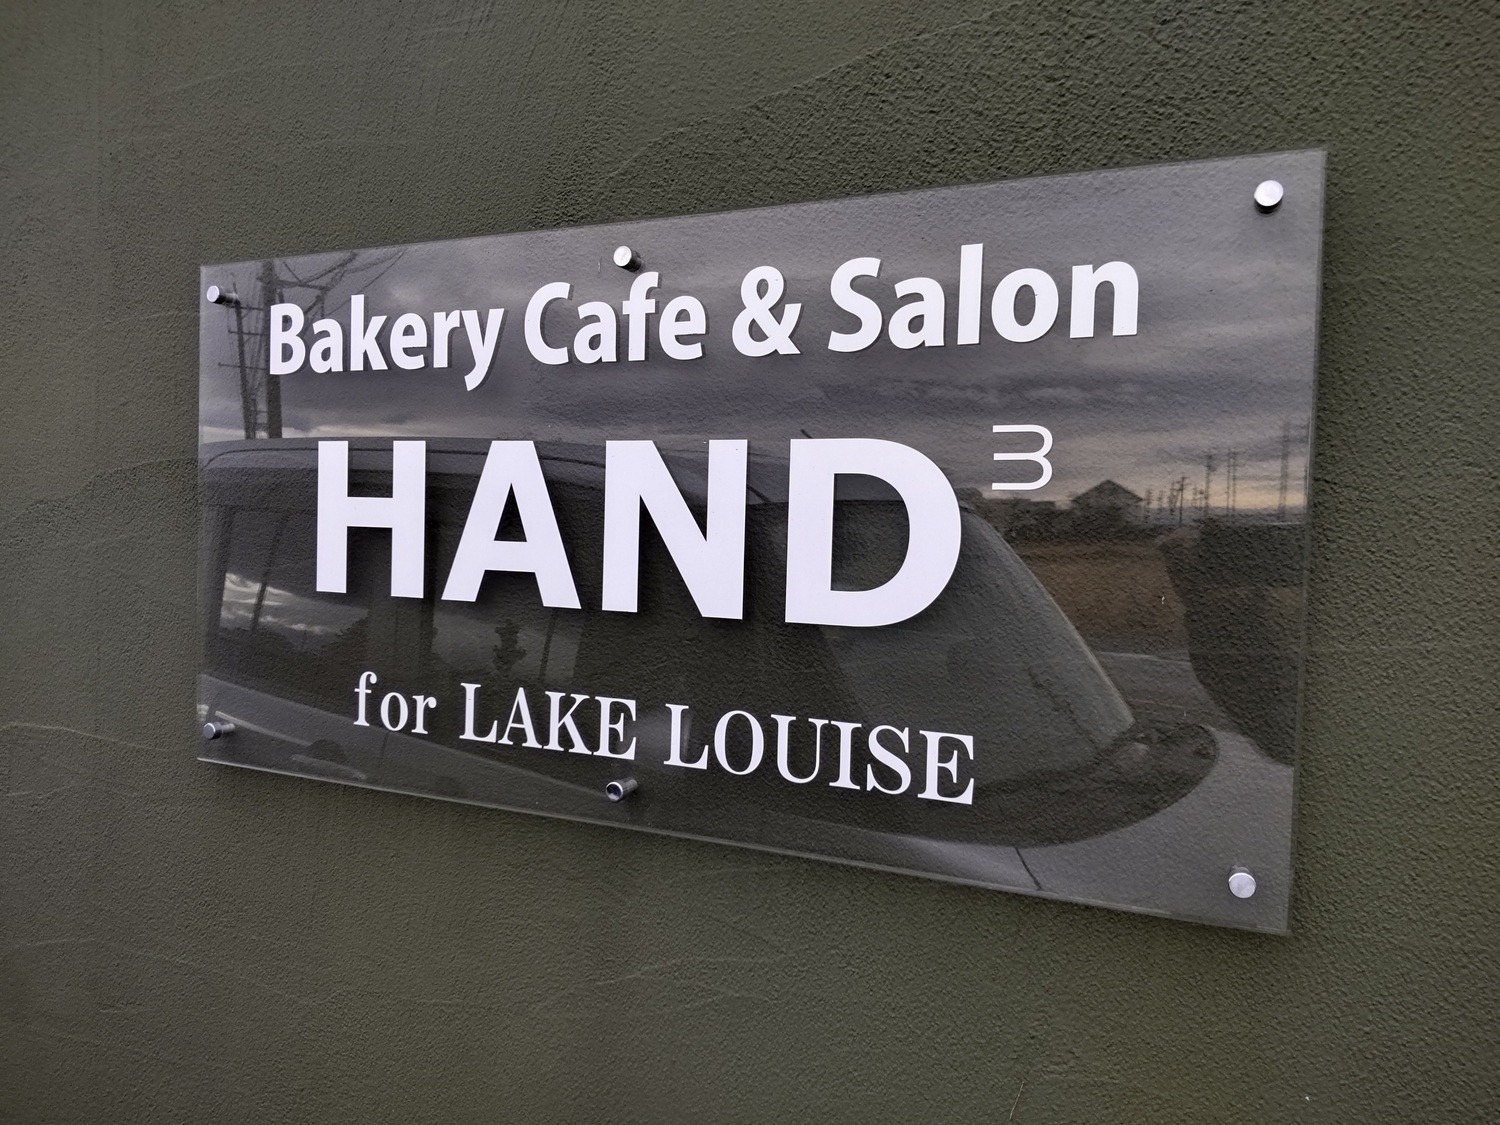 Bakery Cafe & Salon
HAND³
for LAKE LOUISE